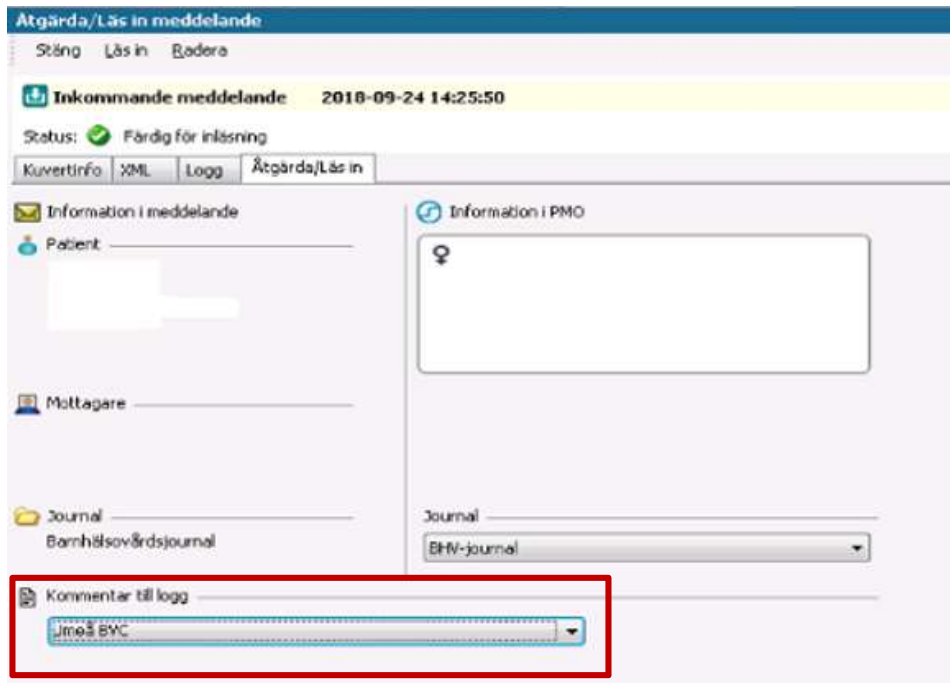 Åtgärda/Läs in meddelande
Stäng Läs in Radera
Inkommande meddelande 2018-09-24 14:25:50
Status: Färdig för inläsning
Kuvertinfo XML Logg Åtgärda/Läs in
Information i meddelande
Patient
Mottagare
Journal
Barnhälsovårdsjournal
Information i PMO
Journal
BHV-journal
Kommentar till logg
Umeå BVC